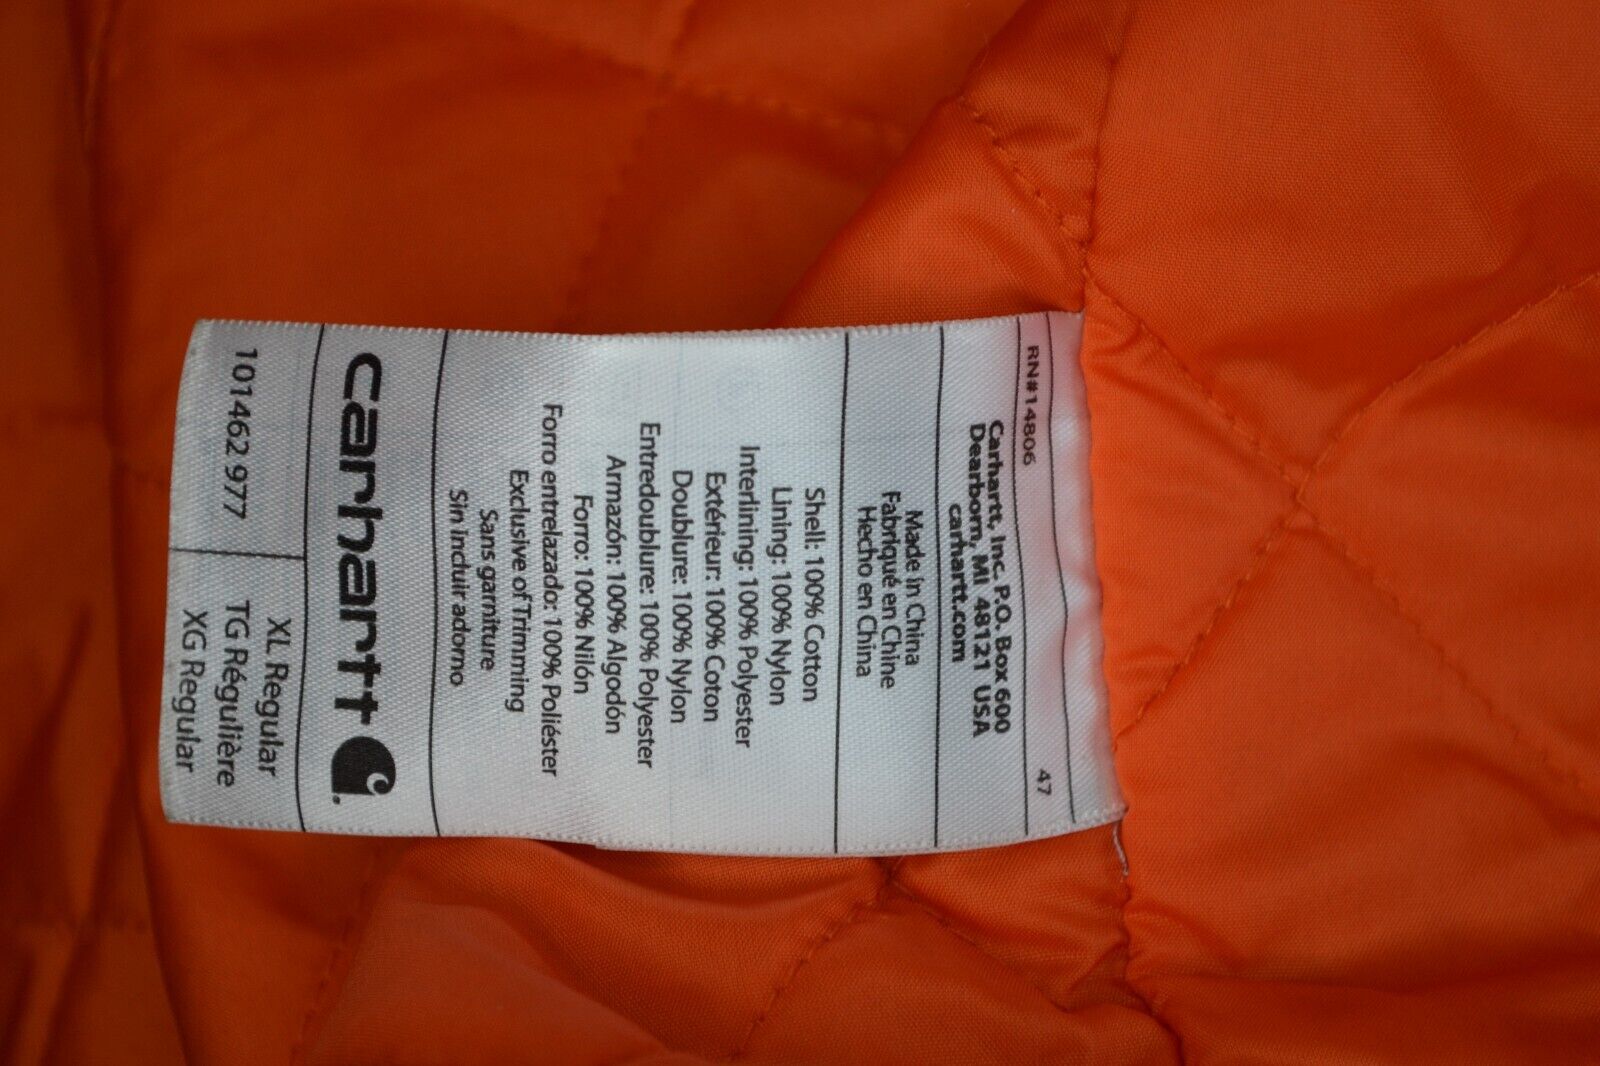 RN#14806
47
Carhartt, Inc. P.O. Box 600
Dearborn, MI 48121 USA
carhartt.com
Made in China
Fabriqué en Chine
Hecho en China
Shell: 100% Cotton
Lining: 100% Nylon
Interlining: 100% Polyester
Extérieur: 100% Coton
Doublure: 100% Nylon
Entredoublure: 100% Polyester
Armazón: 100% Algodón
Forro: 100% Nilón
Forro entrelazado: 100% Poliéster
Exclusive of Trimming
Sans garniture
Sin incluir adorno
carhartt
101462 977
XL Regular
TG Régulière
XG Regular